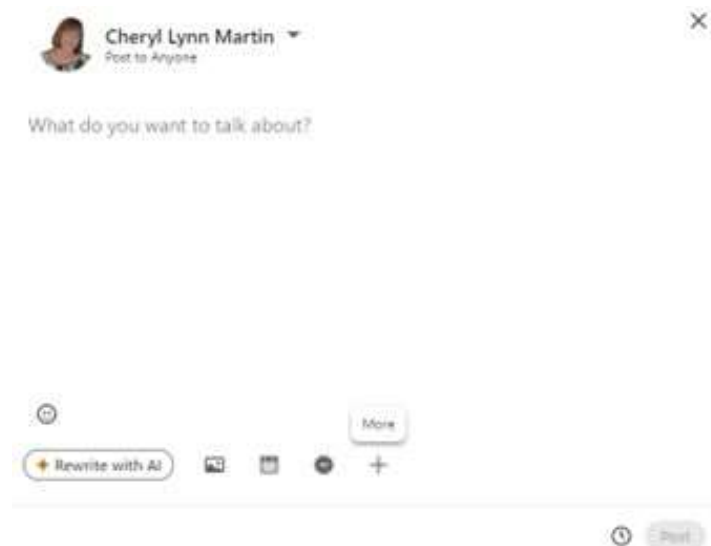 Cheryl Lynn Martin
Post to Anyone
What do you want to talk about?
More
Rewrite with AI
Post